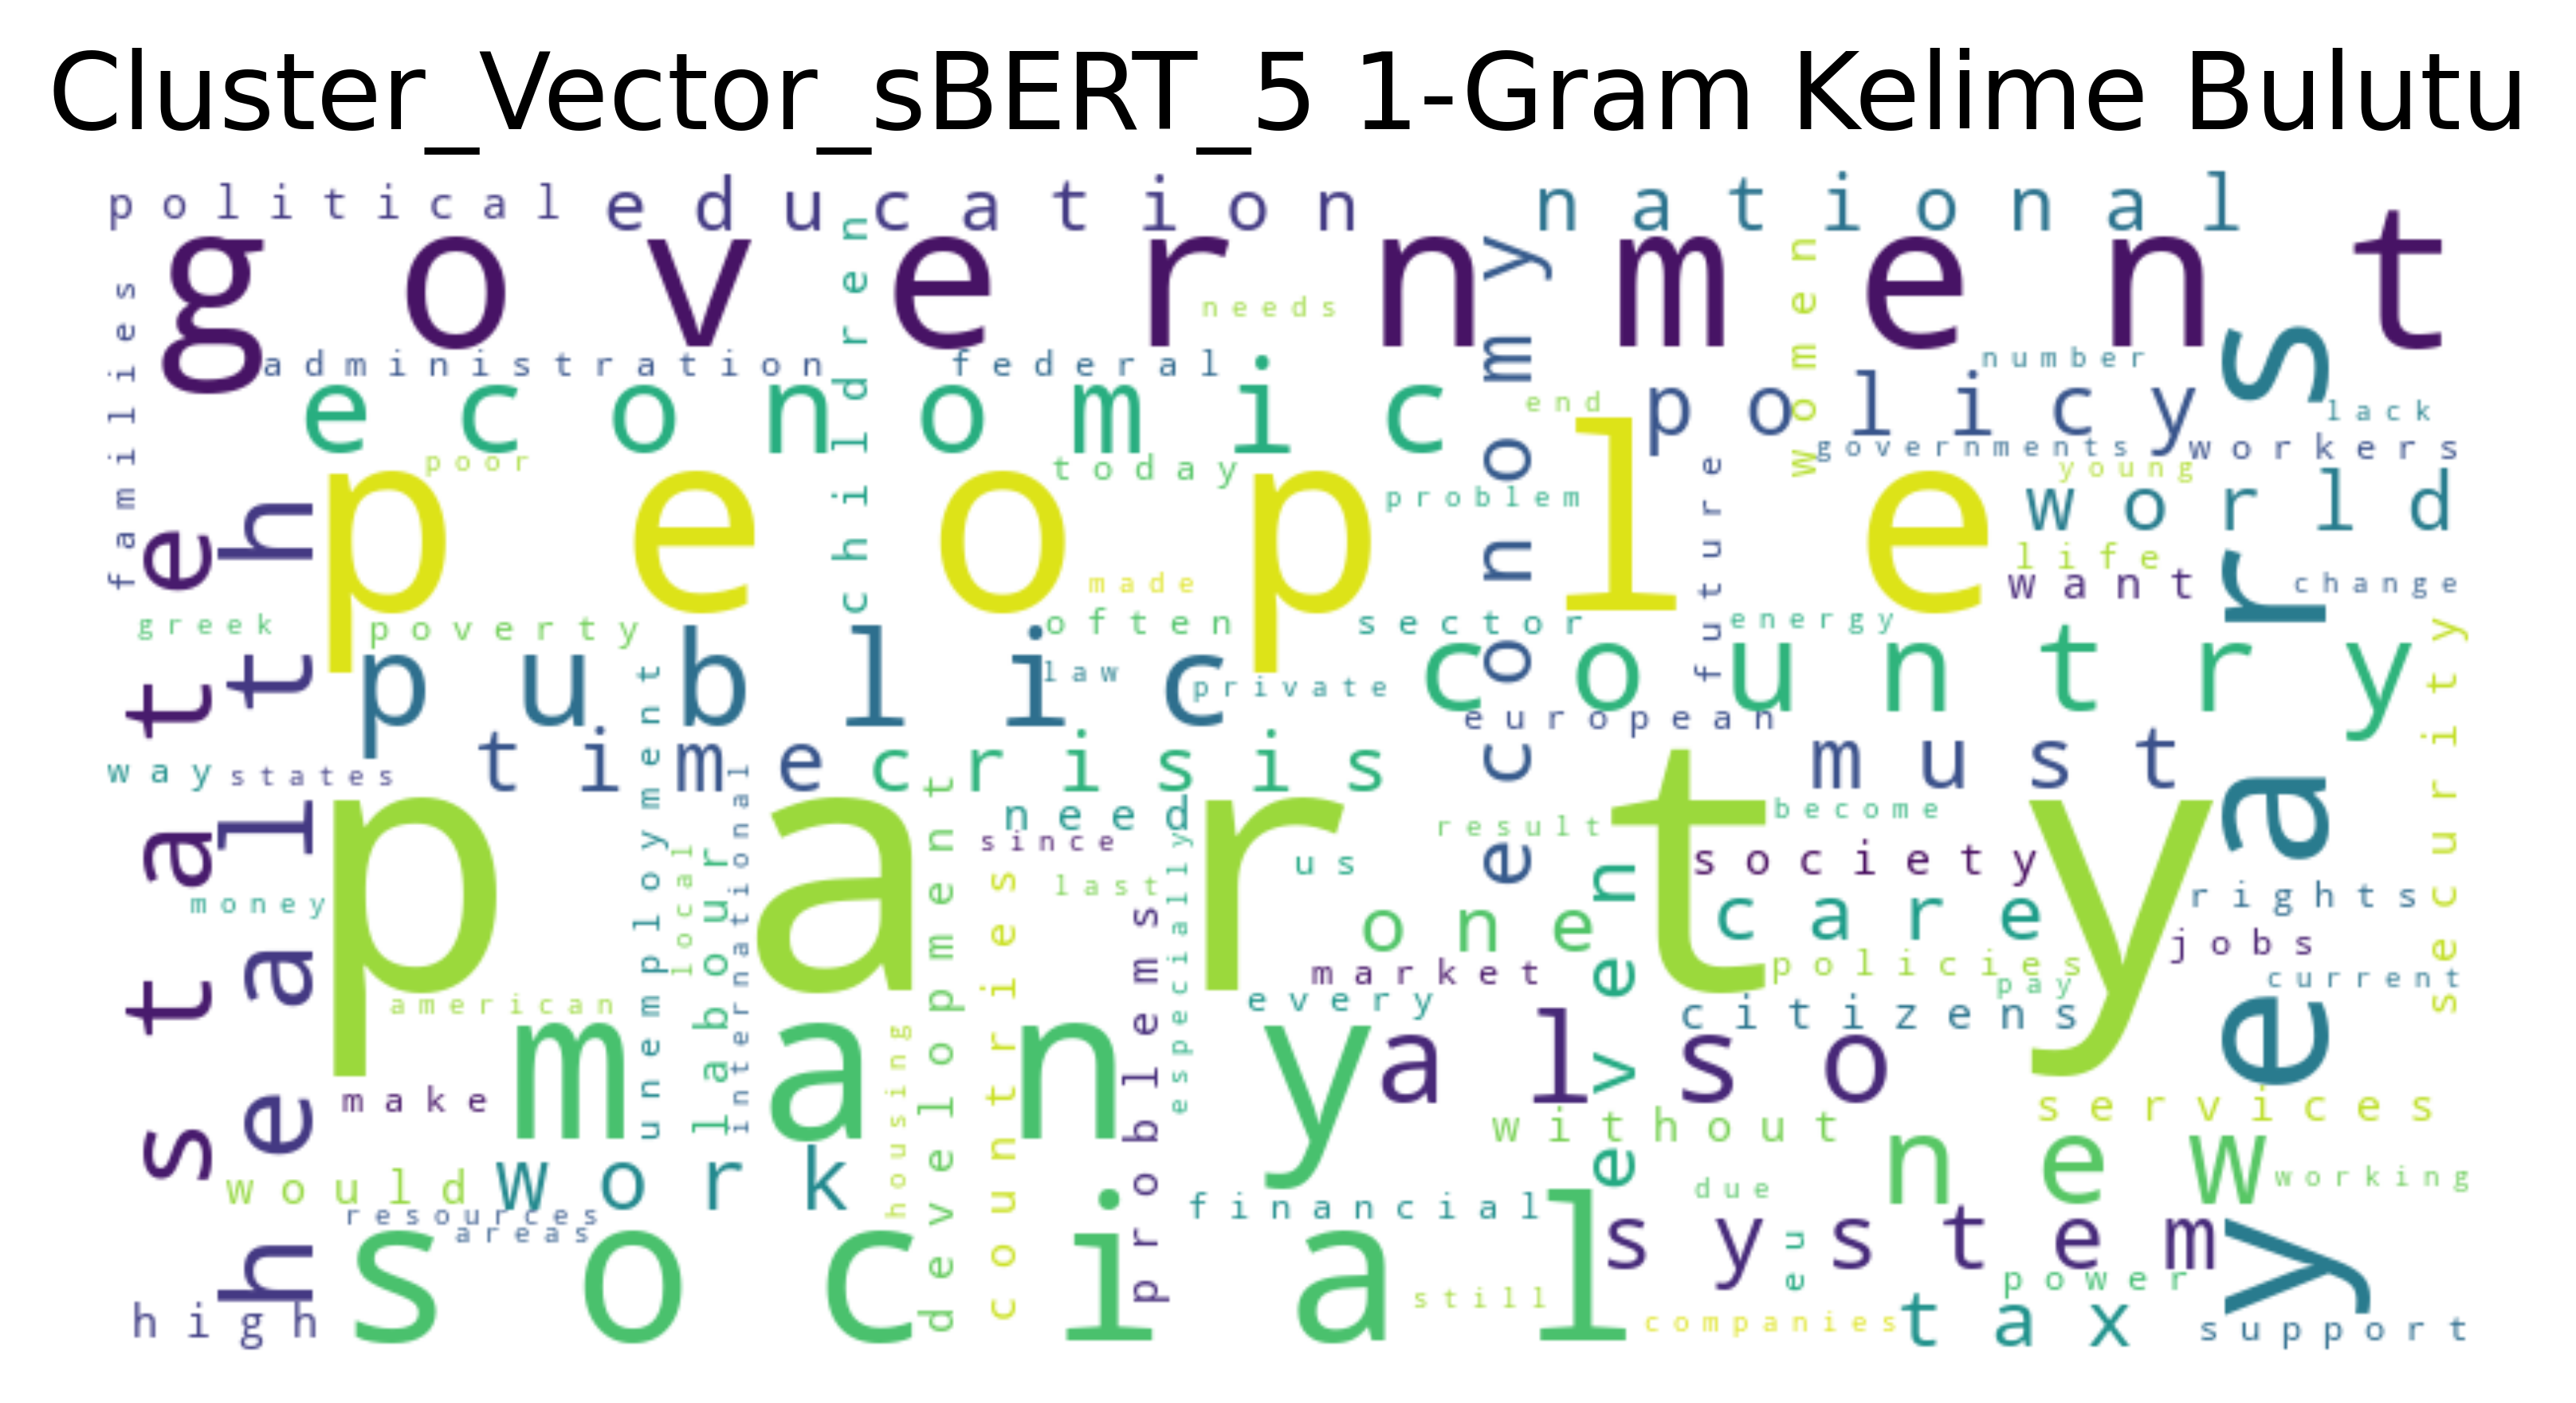 Cluster_Vector_sBERT_5 1-Gram Kelime Bulutu
political education national
government
families
children
economy
women
needs
administration federal
number
years
economic
end
policy
lack
governments workers
poor
today
young
state
health
people
problem
future
world
life
want
change
made
greek
poverty
often
sector
energy
security
public
law
private
country
european
way
states
time
crisis
must
unemployment
international
development
party
need
since
us
result
become
society
local
labour
last
especially
money
countries
problems
one
even
care
rights
market
policies
jobs
pay
current
american
every
citizens
many
also
housing
make
without
services
would
work
due
new
working
resources
areas
financial
social
system
eu
power
high
still
companies
tax
support